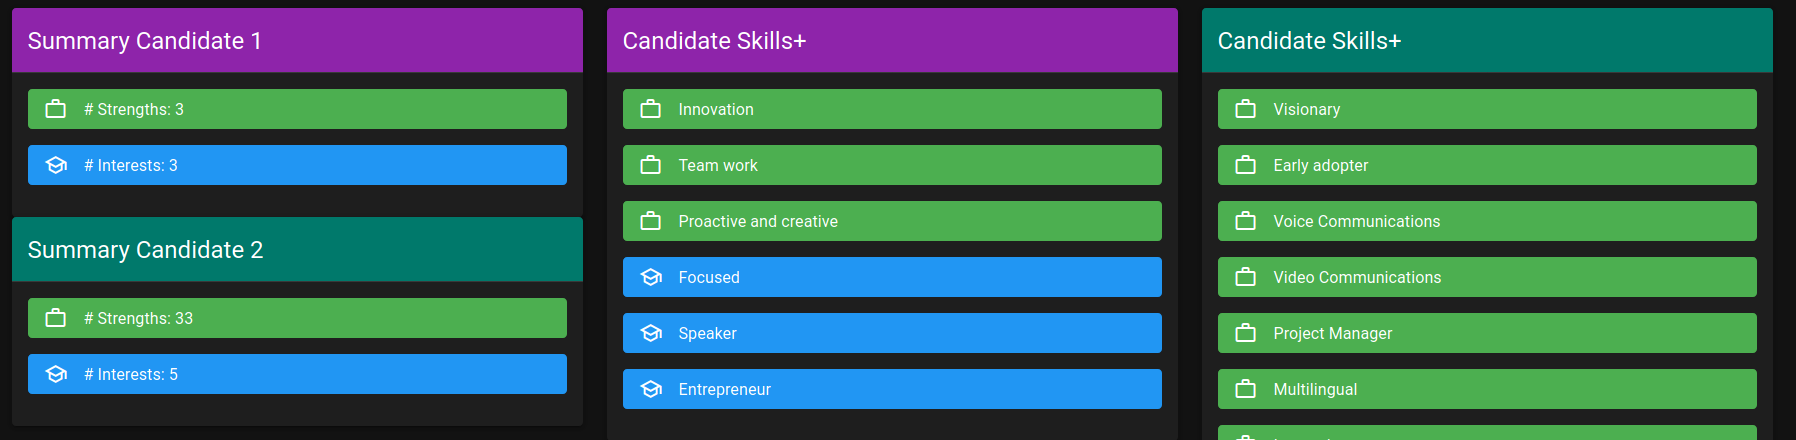 Summary Candidate 1
# Strengths: 3
# Interests: 3
Summary Candidate 2
# Strengths: 33
# Interests: 5
Candidate Skills+
Innovation
Team work
Proactive and creative
Focused
Speaker
Entrepreneur
Candidate Skills+
Visionary
Early adopter
Voice Communications
Video Communications
Project Manager
Multilingual